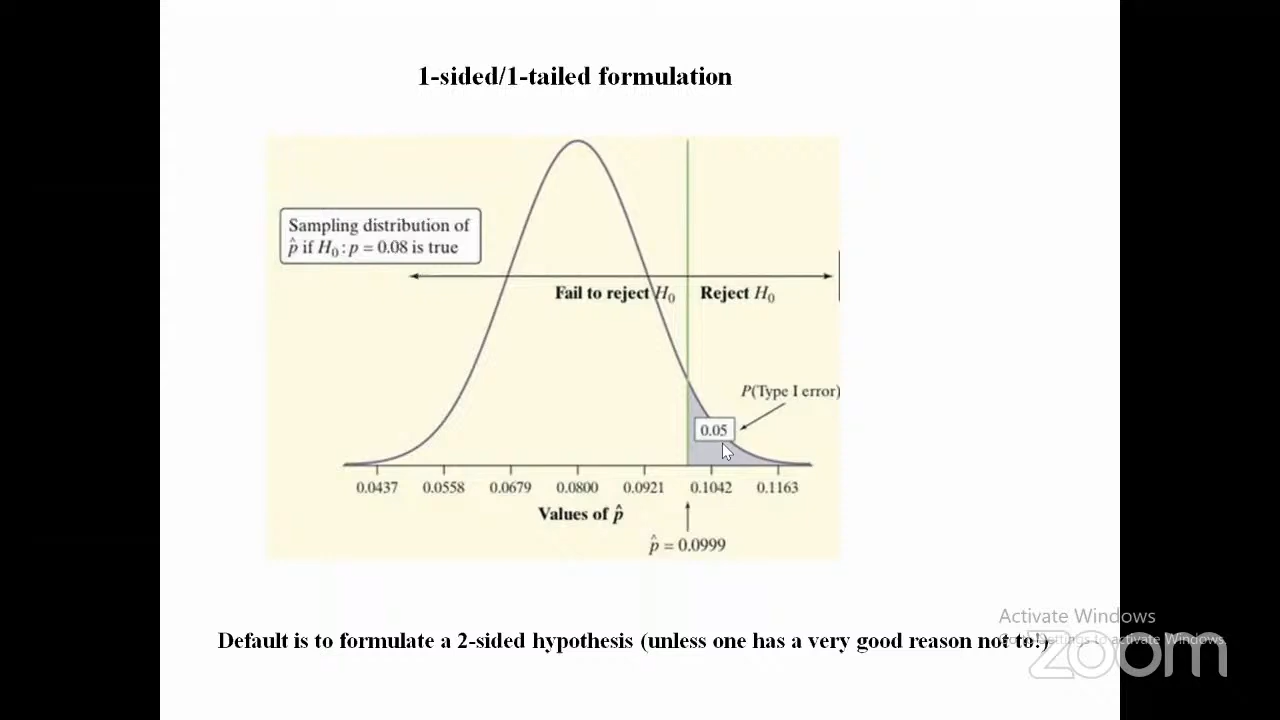 1-sided/1-tailed formulation
Sampling distribution of
p̂ if H₀ : p = 0.08 is true
Fail to reject H₀
Reject H₀
P(Type I error)
0.05
0.0437 0.0558 0.0679 0.0800 0.0921 0.1042 0.1163
Values of p̂
p̂ = 0.0999
Activate Windows
Default is to formulate a 2-sided hypothesis (unless one has a very good reason not to!)
to activate Windows.
zoom